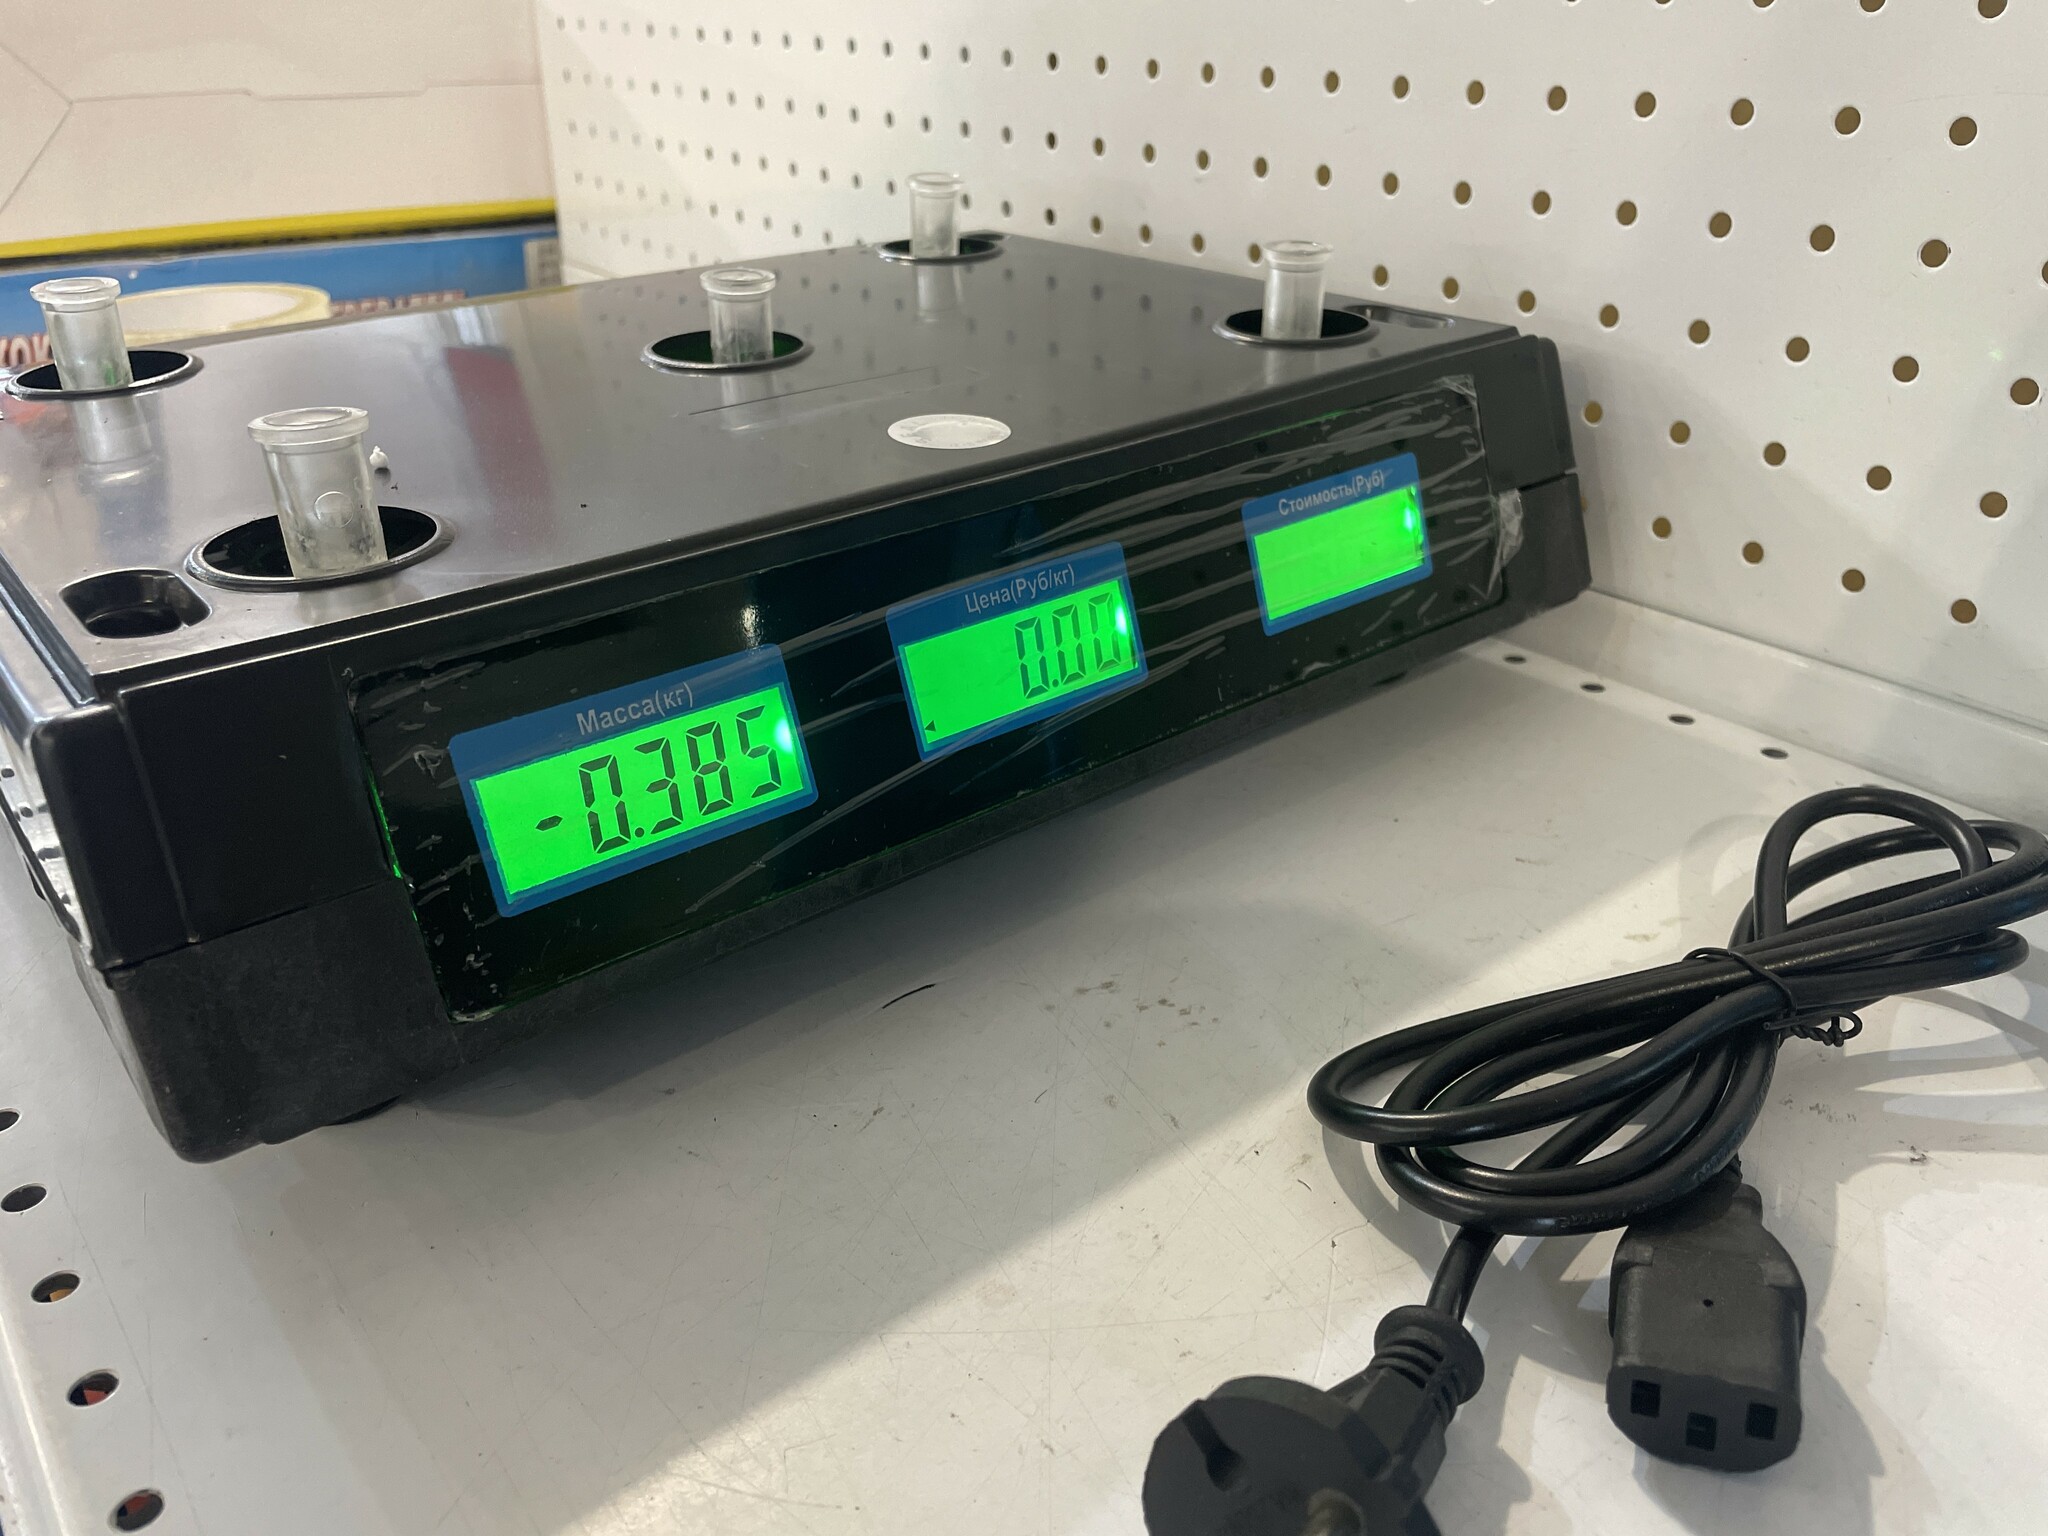 Масса(кг)
-0.385
Цена(Руб/кг)
0.00
Стоимость(Руб)